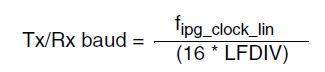 Tx/Rx baud = f_ipg_clock_lin
(16 * LFDIV)